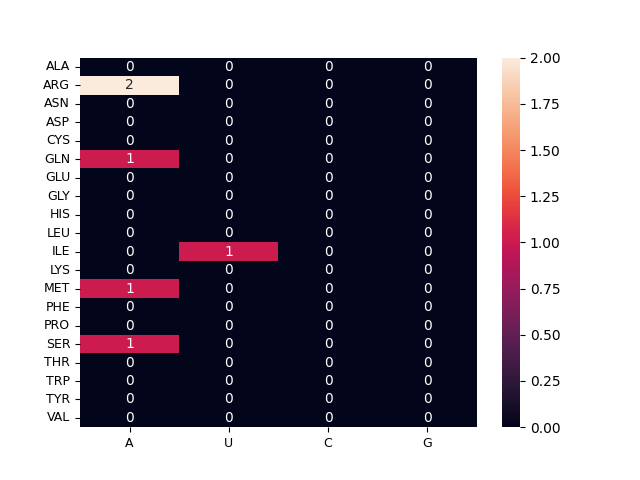 ALA 0 0 0 0
ARG 2 0 0 0
ASN 0 0 0 0
ASP 0 0 0 0
CYS 0 0 0 0
GLN 1 0 0 0
GLU 0 0 0 0
GLY 0 0 0 0
HIS 0 0 0 0
LEU 0 0 0 0
ILE 0 1 0 0
LYS 0 0 0 0
MET 1 0 0 0
PHE 0 0 0 0
PRO 0 0 0 0
SER 1 0 0 0
THR 0 0 0 0
TRP 0 0 0 0
TYR 0 0 0 0
VAL 0 0 0 0
A U C G
2.00
1.75
1.50
1.25
1.00
0.75
0.50
0.25
0.00